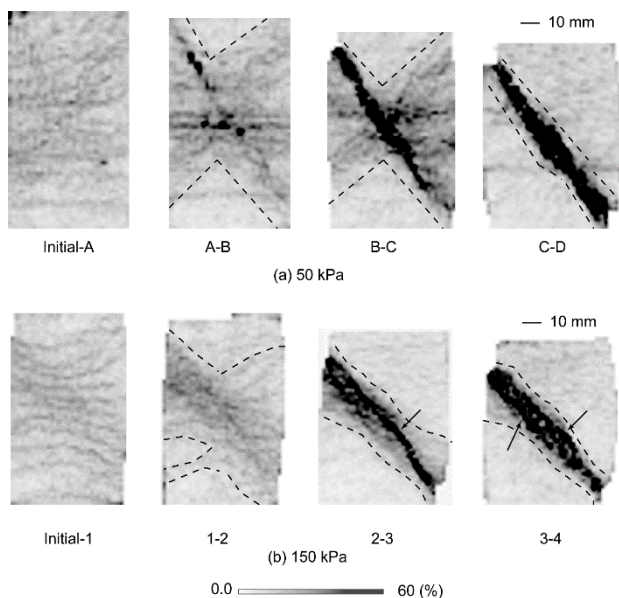 10 mm
Initial-A A-B B-C C-D
(a) 50 kPa
10 mm
Initial-1 1-2 2-3 3-4
(b) 150 kPa
0.0 60 (%)